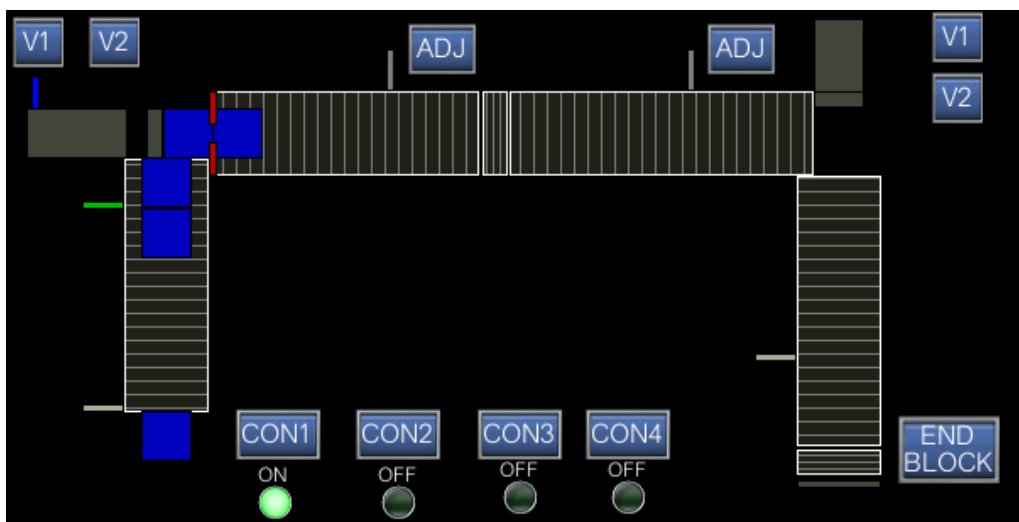 V1
V2
ADJ
ADJ
V1
V2
CON1
CON2
CON3
CON4
ON
OFF
OFF
OFF
END
BLOCK